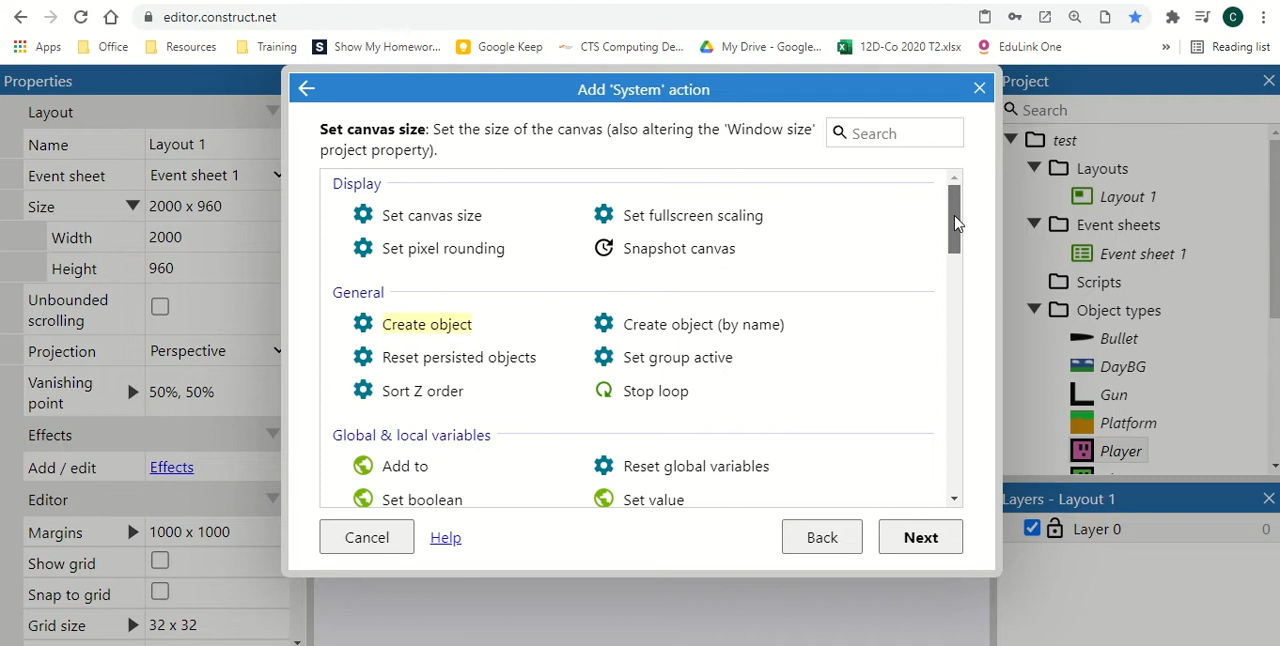 editor.construct.net
C
Apps
Office
Resources
Training
S
Show My Homewor...
Google Keep
CTS Computing De...
My Drive - Google...
12D-Co 2020 T2.xlsx
EduLink One
»
Reading list
Properties
Layout
Name
Layout 1
Event sheet
Event sheet 1
Size
2000 x 960
Width
2000
Height
960
Unbounded
scrolling
Projection
Perspective
Vanishing
point
50%, 50%
Effects
Add / edit
Effects
Editor
Margins
1000 x 1000
Show grid
Snap to grid
Grid size
32 x 32
Add 'System' action
Set canvas size: Set the size of the canvas (also altering the 'Window size'
project property).
Search
Display
Set canvas size
Set fullscreen scaling
Set pixel rounding
Snapshot canvas
General
Create object
Create object (by name)
Reset persisted objects
Set group active
Sort Z order
Stop loop
Global & local variables
Add to
Reset global variables
Set boolean
Set value
Cancel
Help
Back
Next
Project
Search
test
Layouts
Layout 1
Event sheets
Event sheet 1
Scripts
Object types
Bullet
DayBG
Gun
Platform
Player
Layers - Layout 1
Layer 0
0